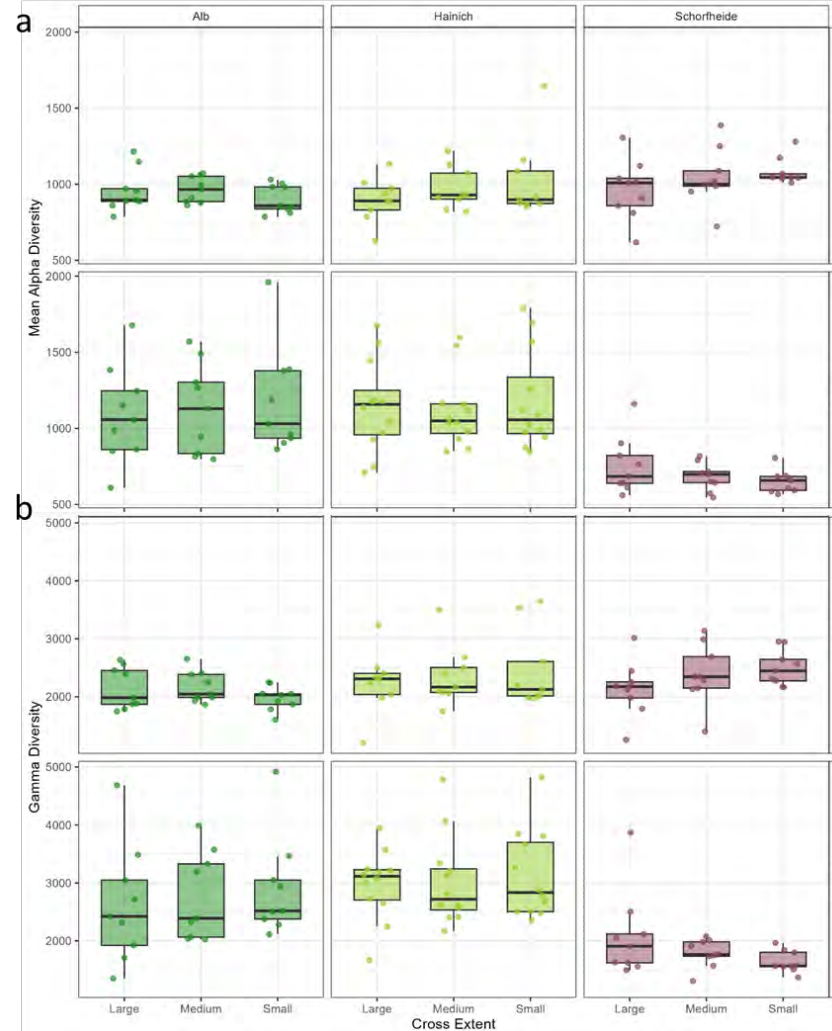 a
Alb Hainich Schorfheide
2000
1500
1000
500
Mean Alpha Diversity
2000
1500
1000
500
b
5000
4000
3000
2000
Gamma Diversity
5000
4000
3000
2000
Large Medium Small Large Medium Small Large Medium Small
Cross Extent